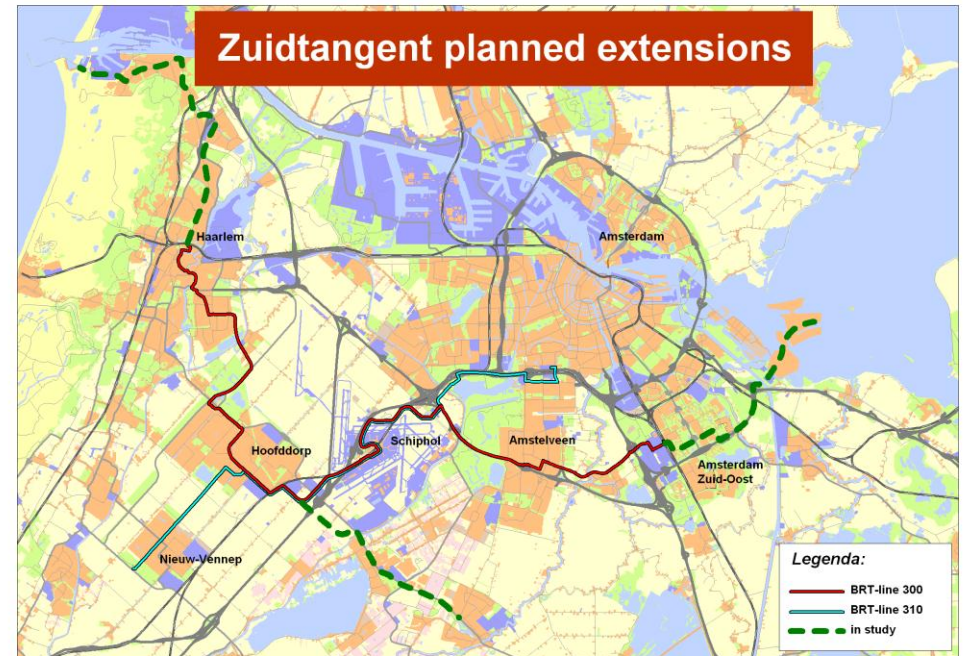 Zuidtangent planned extensions
Haarlem
Amsterdam
Schiphol
Amstelveen
Hoofddorp
Amsterdam
Zuid-Oost
Nieuw-Vennep
Legenda:
BRT-line 300
BRT-line 310
in study